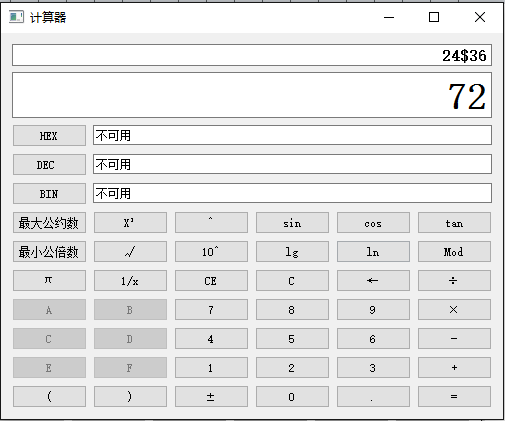 计算器
24$36
72
HEX 不可用
DEC 不可用
BIN 不可用
最大公约数 X³ ^ sin cos tan
最小公倍数 √ 10^ lg ln Mod
π 1/x CE C ← ÷
A B 7 8 9 ×
C D 4 5 6 -
E F 1 2 3 +
( ) ± 0 . =